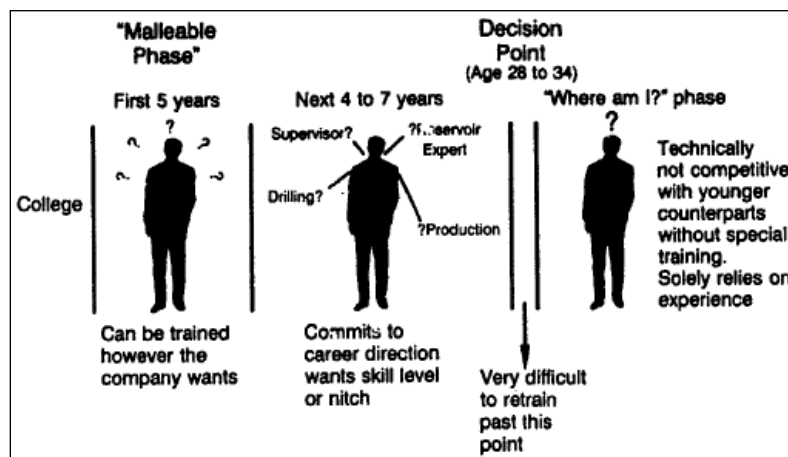 "Malleable
Phase"
Decision
Point
(Age 28 to 34)
First 5 years
Next 4 to 7 years
"Where am I?" phase
?
?
?
?
?
?
College
Supervisor?
Expert
Drilling?
?Production
Technically
not competitive
with younger
counterparts
without special
training.
Solely relies on
experience
Can be trained
however the
company wants
Commits to
career direction
wants skill level
or nitch
Very difficult
to retrain
past this
point